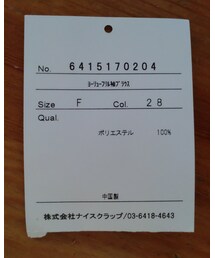 No. 6415170204
Size F Col. 28
Qual.
ポリエステル 100%
中国製
株式会社ナイスクラップ/03-6418-4643